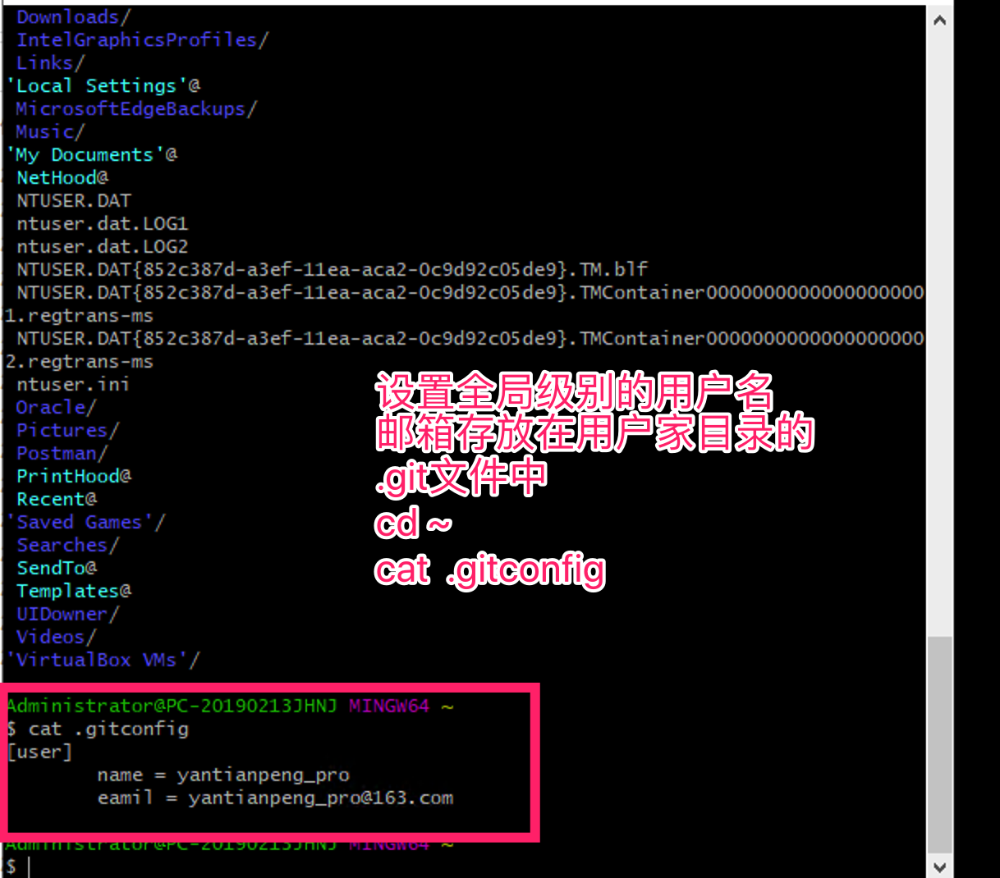 Downloads/
IntelGraphicsProfiles/
Links/
'Local Settings'@
MicrosoftEdgeBackups/
Music/
'My Documents'@
NetHood@
NTUSER.DAT
ntuser.dat.LOG1
ntuser.dat.LOG2
NTUSER.DAT{852c387d-a3ef-11ea-aca2-0c9d92c05de9}.TM.blf
NTUSER.DAT{852c387d-a3ef-11ea-aca2-0c9d92c05de9}.TMContainer0000000000000000000
1.regtrans-ms
NTUSER.DAT{852c387d-a3ef-11ea-aca2-0c9d92c05de9}.TMContainer0000000000000000000
2.regtrans-ms
ntuser.ini
Oracle/
Pictures/
Postman/
PrintHood@
Recent@
'Saved Games'/
Searches/
SendTo@
Templates@
UIDowner/
Videos/
'VirtualBox VMs'/
设置全局级别的用户名
邮箱存放在用户家目录的
.git文件中
cd ~
cat .gitconfig
Administrator@PC-20190213JHNJ MINGW64 ~
$ cat .gitconfig
[user]
name = yantianpeng_pro
eamil = yantianpeng_pro@163.com
Administrator@PC-20190213JHNJ MINGW64 ~
$